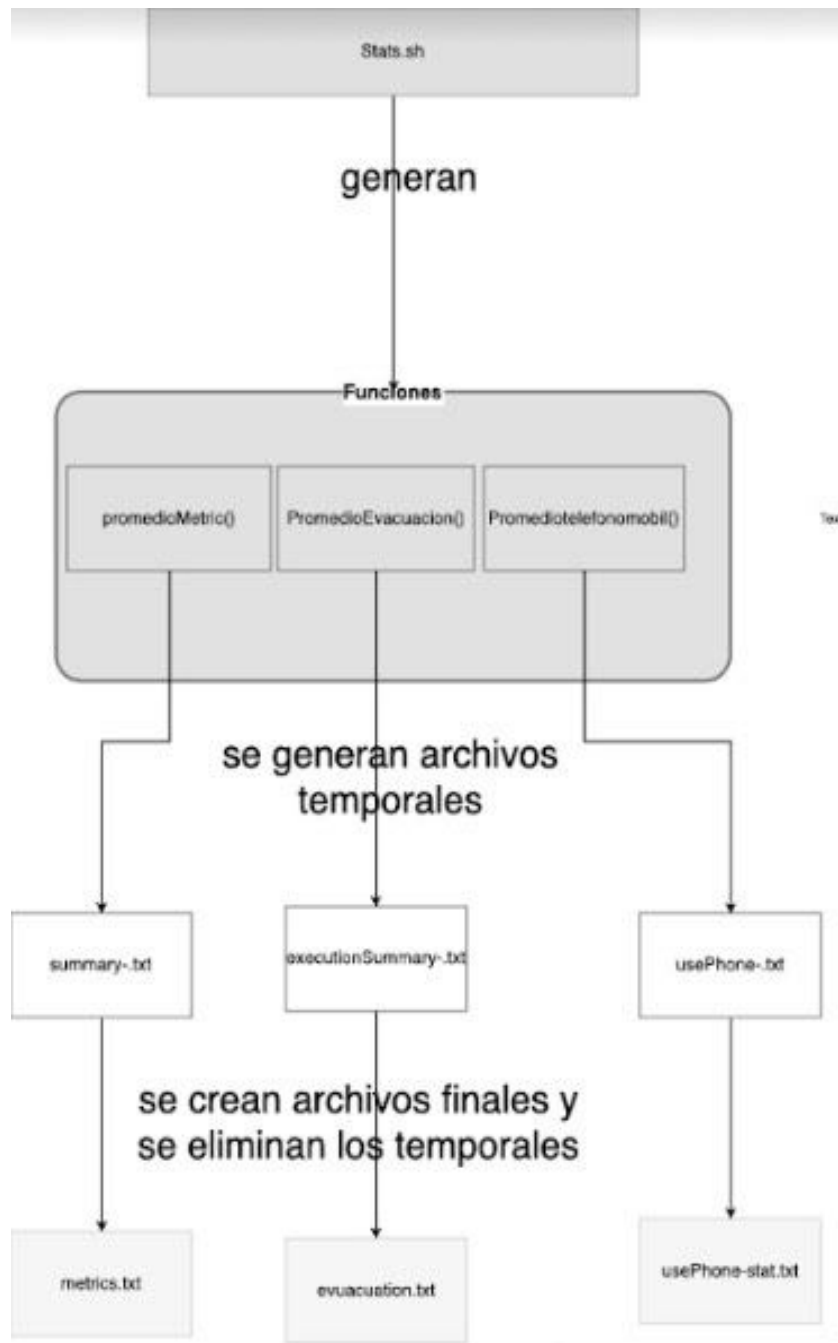 Stats.sh
generan
Funciones
promedioMetric()
PromedioEvacuacion()
Promediotelefonomobil()
se generan archivos
temporales
summary-.txt
executionSummary-.txt
usePhone-.txt
se crean archivos finales y
se eliminan los temporales
metrics.txt
evuacuation.txt
usePhone-stat.txt